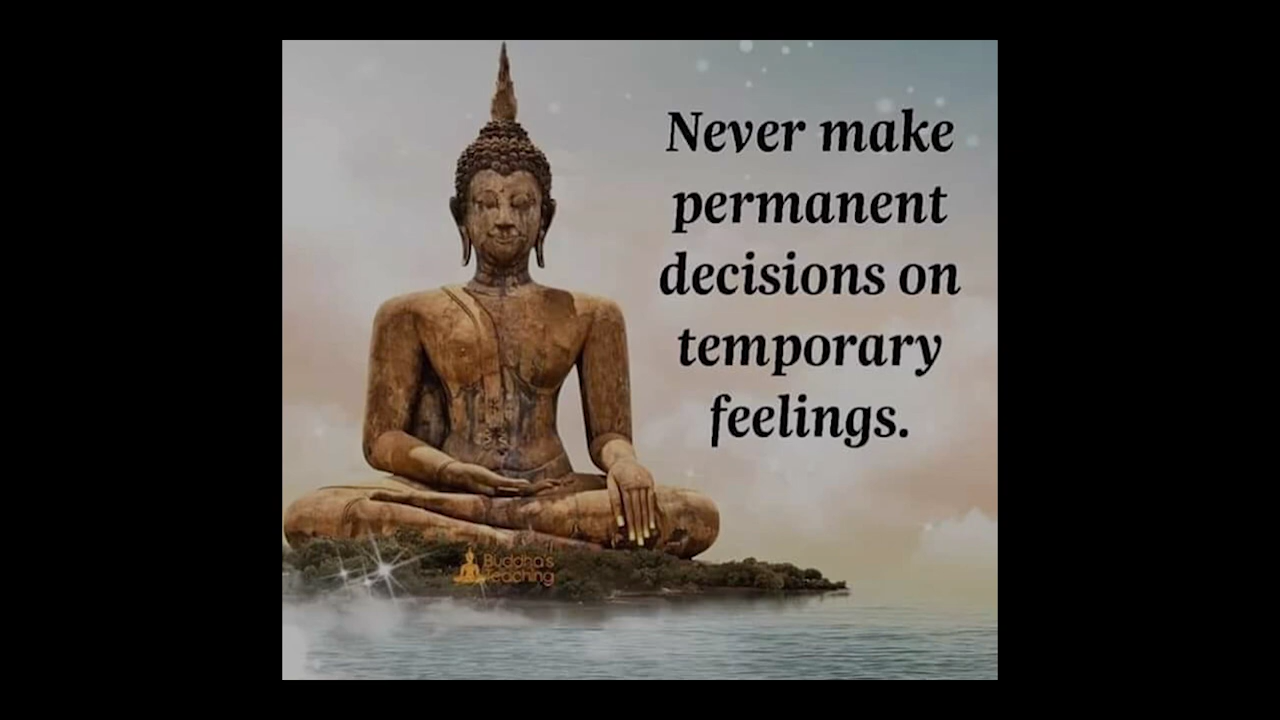 Never make
permanent
decisions on
temporary
feelings.
Buddha's
Teaching